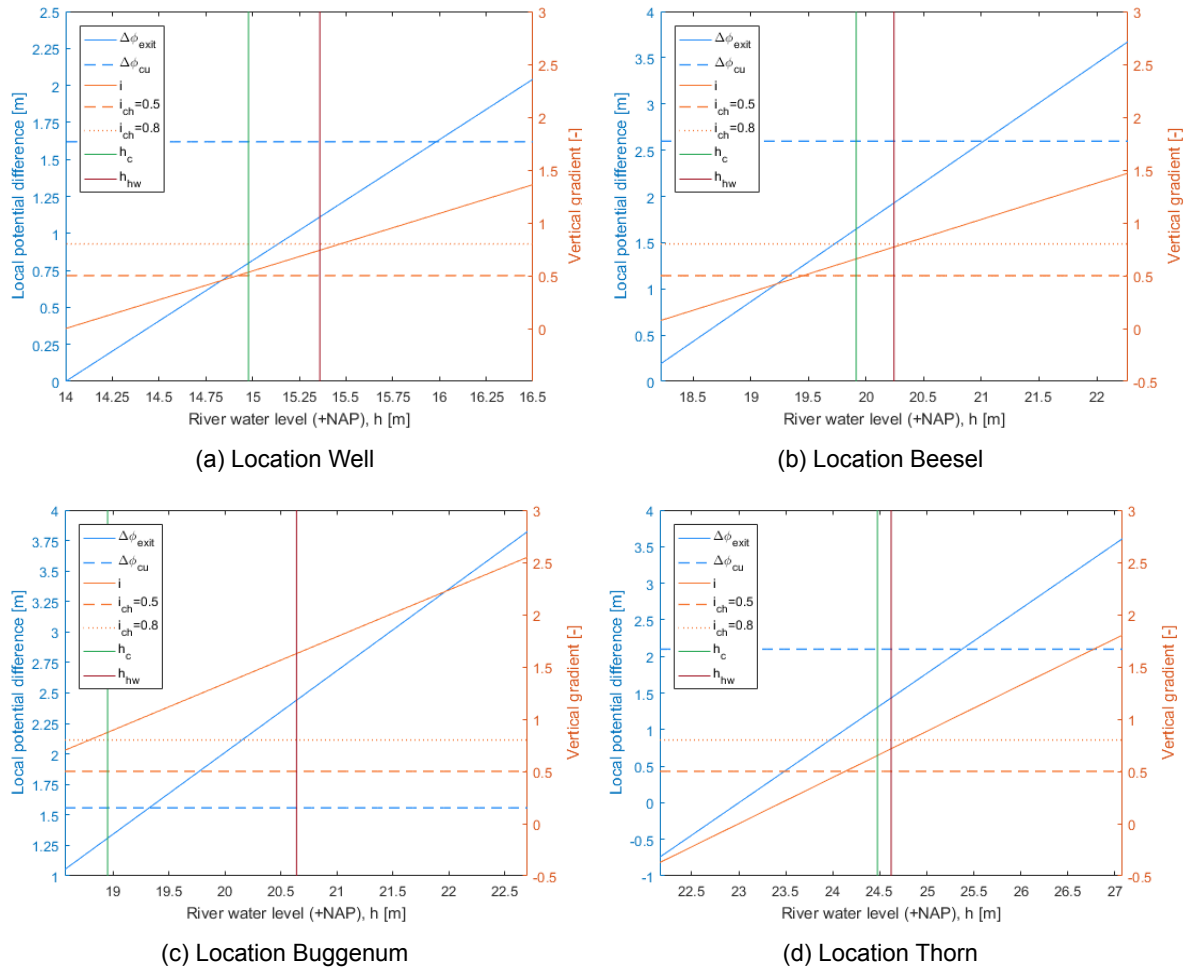 Local potential difference [m]
2.5
2.25
2
1.75
1.5
1.25
1
0.75
0.5
0.25
0
Δϕexit
Δϕcu
i
ich=0.5
ich=0.8
hc
hhw
3
2.5
2
1.5
1
0.5
0
-0.5
Vertical gradient [-]
14 14.25 14.5 14.75 15 15.25 15.5 15.75 16 16.25 16.5
River water level (+NAP), h [m]
(a) Location Well
Local potential difference [m]
4
3.5
3
2.5
2
1.5
1
0.5
0
Δϕexit
Δϕcu
i
ich=0.5
ich=0.8
hc
hhw
3
2.5
2
1.5
1
0.5
0
-0.5
Vertical gradient [-]
18.5 19 19.5 20 20.5 21 21.5 22
River water level (+NAP), h [m]
(b) Location Beesel
Local potential difference [m]
4
3.75
3.5
3.25
3
2.75
2.5
2.25
2
1.75
1.5
1.25
1
Δϕexit
Δϕcu
i
ich=0.5
ich=0.8
hc
hhw
3
2.5
2
1.5
1
0.5
0
-0.5
Vertical gradient [-]
19 19.5 20 20.5 21 21.5 22 22.5
River water level (+NAP), h [m]
(c) Location Buggenum
Local potential difference [m]
4
3.5
3
2.5
2
1.5
1
0.5
0
-0.5
-1
Δϕexit
Δϕcu
i
ich=0.5
ich=0.8
hc
hhw
3
2.5
2
1.5
1
0.5
0
-0.5
Vertical gradient [-]
22.5 23 23.5 24 24.5 25 25.5 26 26.5 27
River water level (+NAP), h [m]
(d) Location Thorn